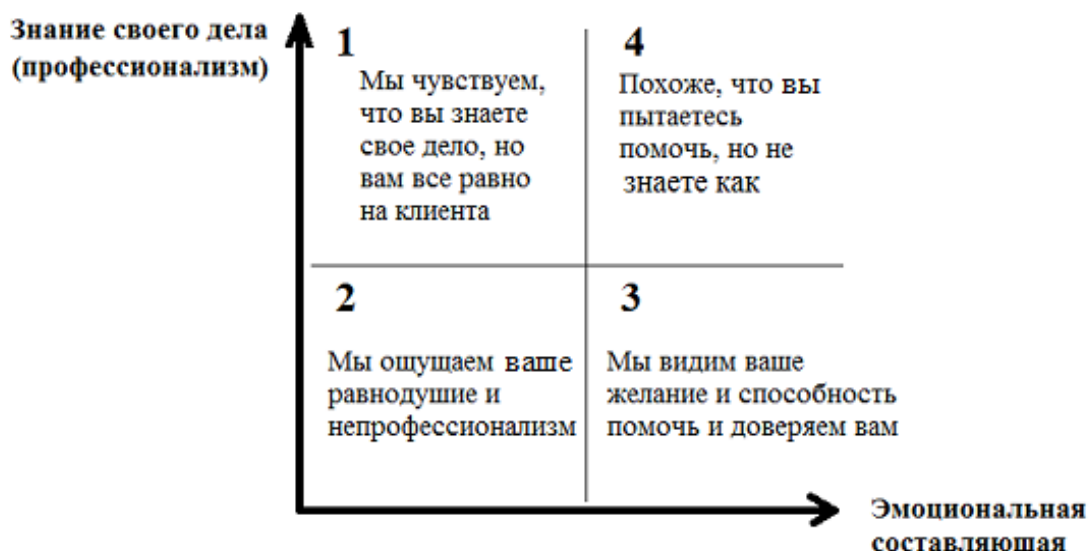 Знание своего дела
(профессионализм)
1
Мы чувствуем,
что вы знаете
свое дело, но
вам все равно
на клиента
4
Похоже, что вы
пытаетесь
помочь, но не
знаете как
2
Мы ощущаем ваше
равнодушие и
непрофессионализм
3
Мы видим ваше
желание и способность
помочь и доверяем вам
Эмоциональная
составляющая